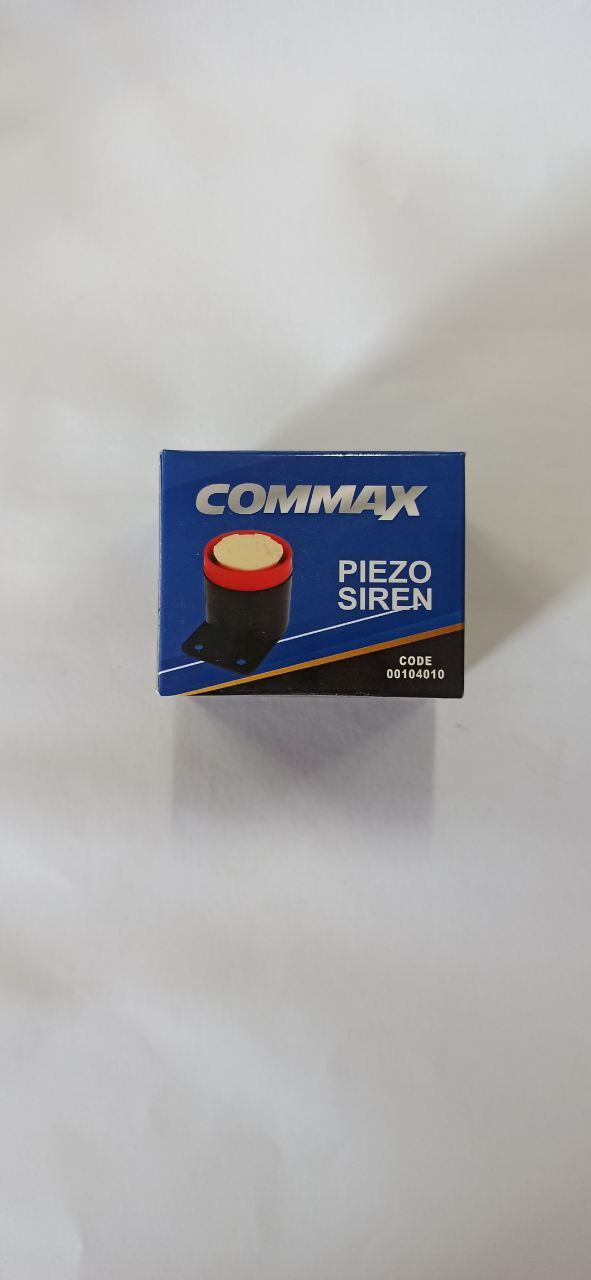 COMMAX
PIEZO
SIREN
CODE
00104010